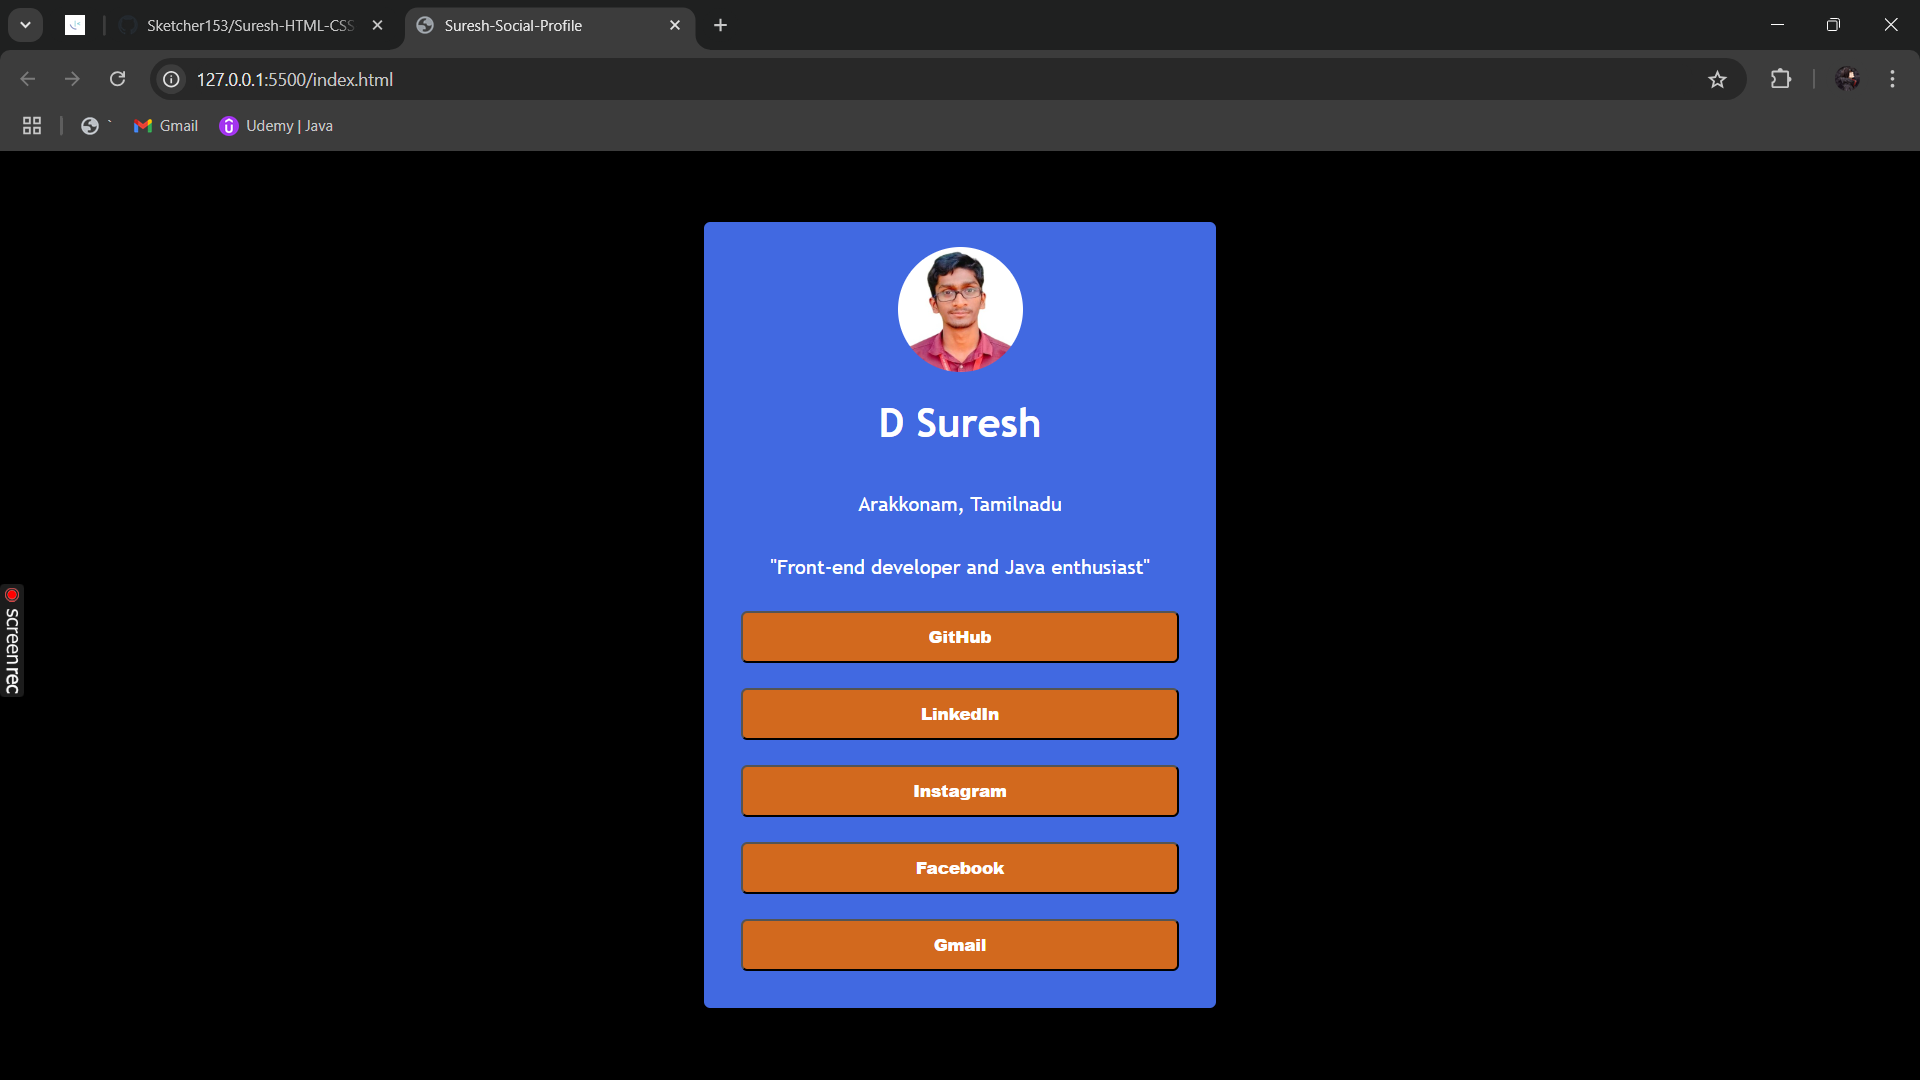 Sketcher153/Suresh-HTML-CSS
Suresh-Social-Profile
127.0.0.1:5500/index.html
`
Gmail
Udemy | Java
D Suresh
Arakkonam, Tamilnadu
"Front-end developer and Java enthusiast"
GitHub
LinkedIn
Instagram
Facebook
Gmail
screenrec